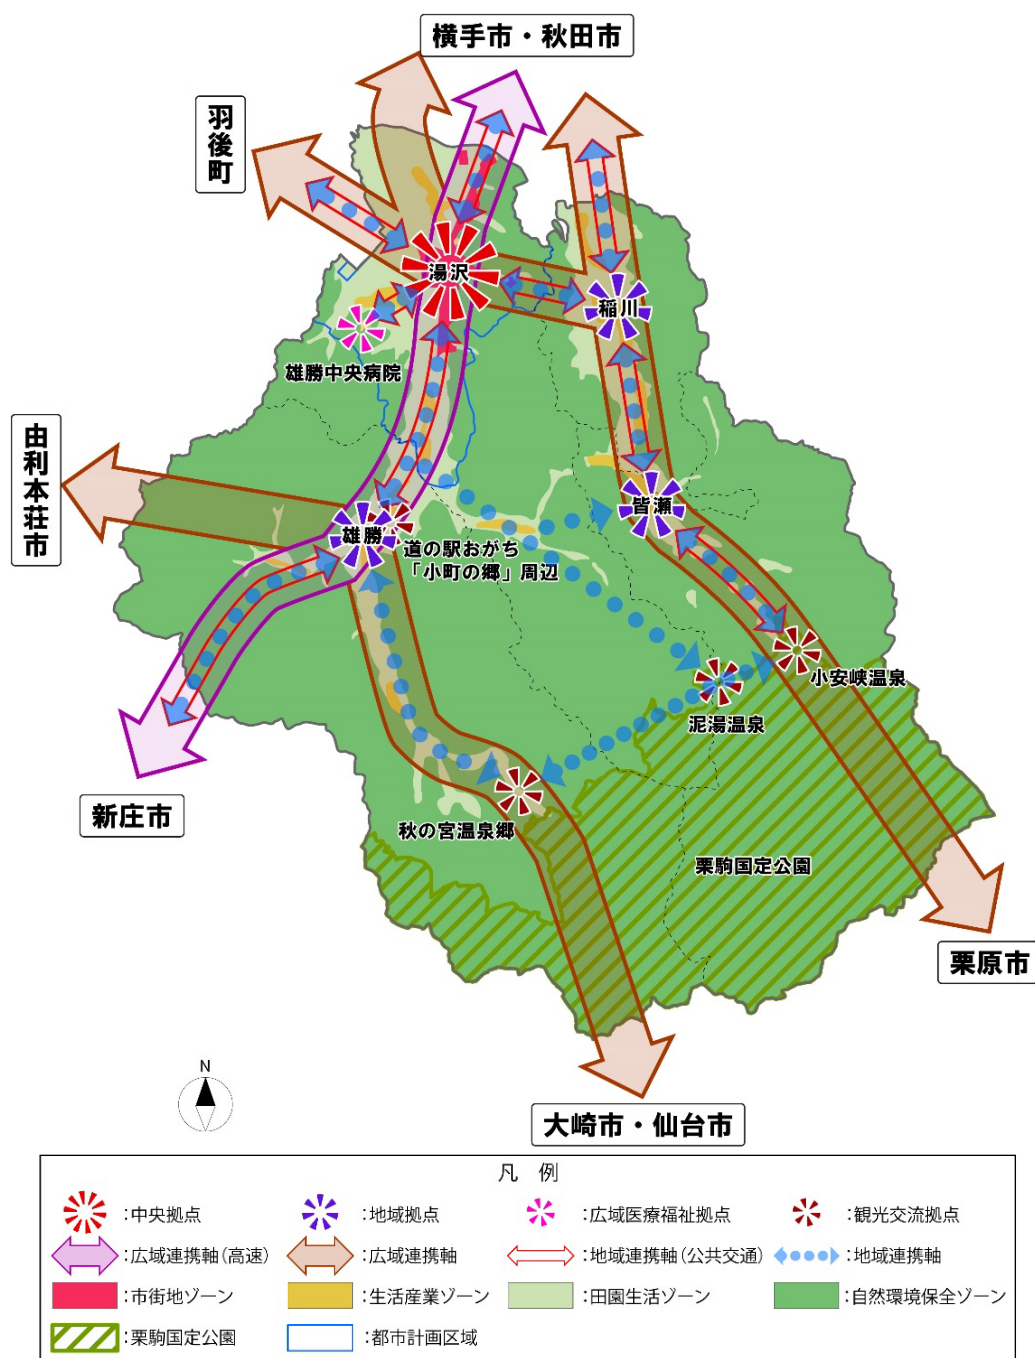 横手市・秋田市
羽後町
湯沢
稲川
雄勝中央病院
由利本荘市
皆瀬
雄勝
道の駅おがち
「小町の郷」周辺
小安峡温泉
泥湯温泉
新庄市
秋の宮温泉郷
栗駒国定公園
栗原市
N
大崎市・仙台市
凡 例
:中央拠点
:地域拠点
:広域医療福祉拠点
:観光交流拠点
:広域連携軸(高速)
:広域連携軸
:地域連携軸(公共交通)
:地域連携軸
:市街地ゾーン
:生活産業ゾーン
:田園生活ゾーン
:自然環境保全ゾーン
:栗駒国定公園
:都市計画区域